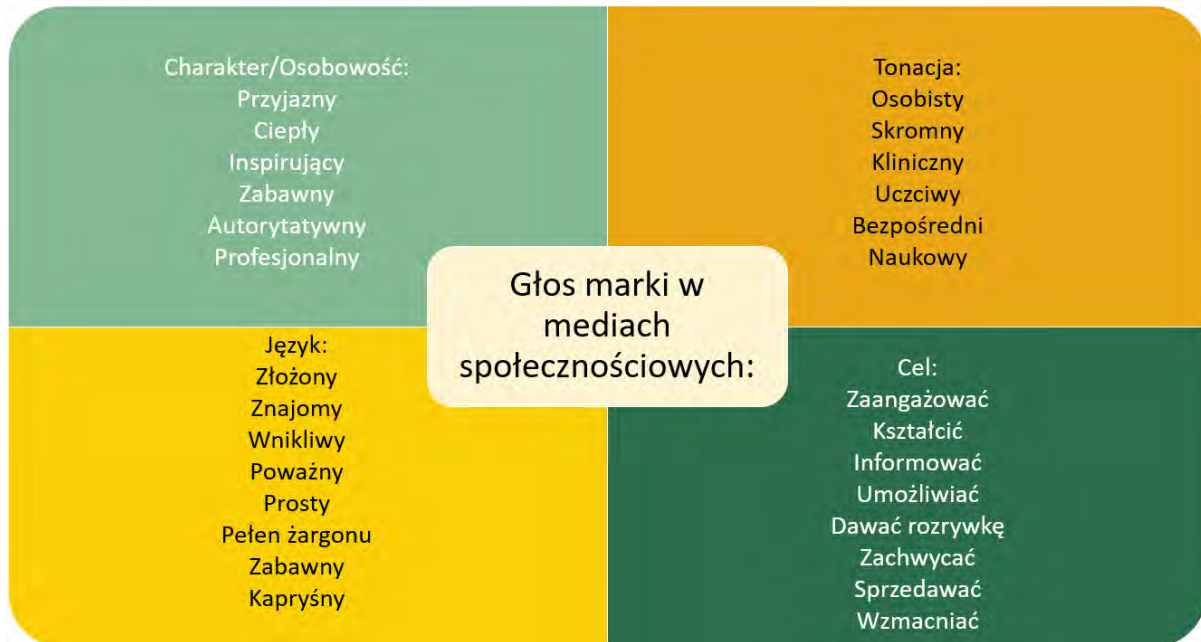 Charakter/Osobowość:
Przyjazny
Ciepły
Inspirujący
Zabawny
Autorytatywny
Profesjonalny
Tonacja:
Osobisty
Skromny
Kliniczny
Uczciwy
Bezpośredni
Naukowy
Głos marki w
mediach
społecznościowych:
Język:
Złożony
Znajomy
Wnikliwy
Poważny
Prosty
Pełen żargonu
Zabawny
Kapryśny
Cel:
Zaangażować
Kształcić
Informować
Umożliwiać
Dawać rozrywkę
Zachwycać
Sprzedawać
Wzmacniać